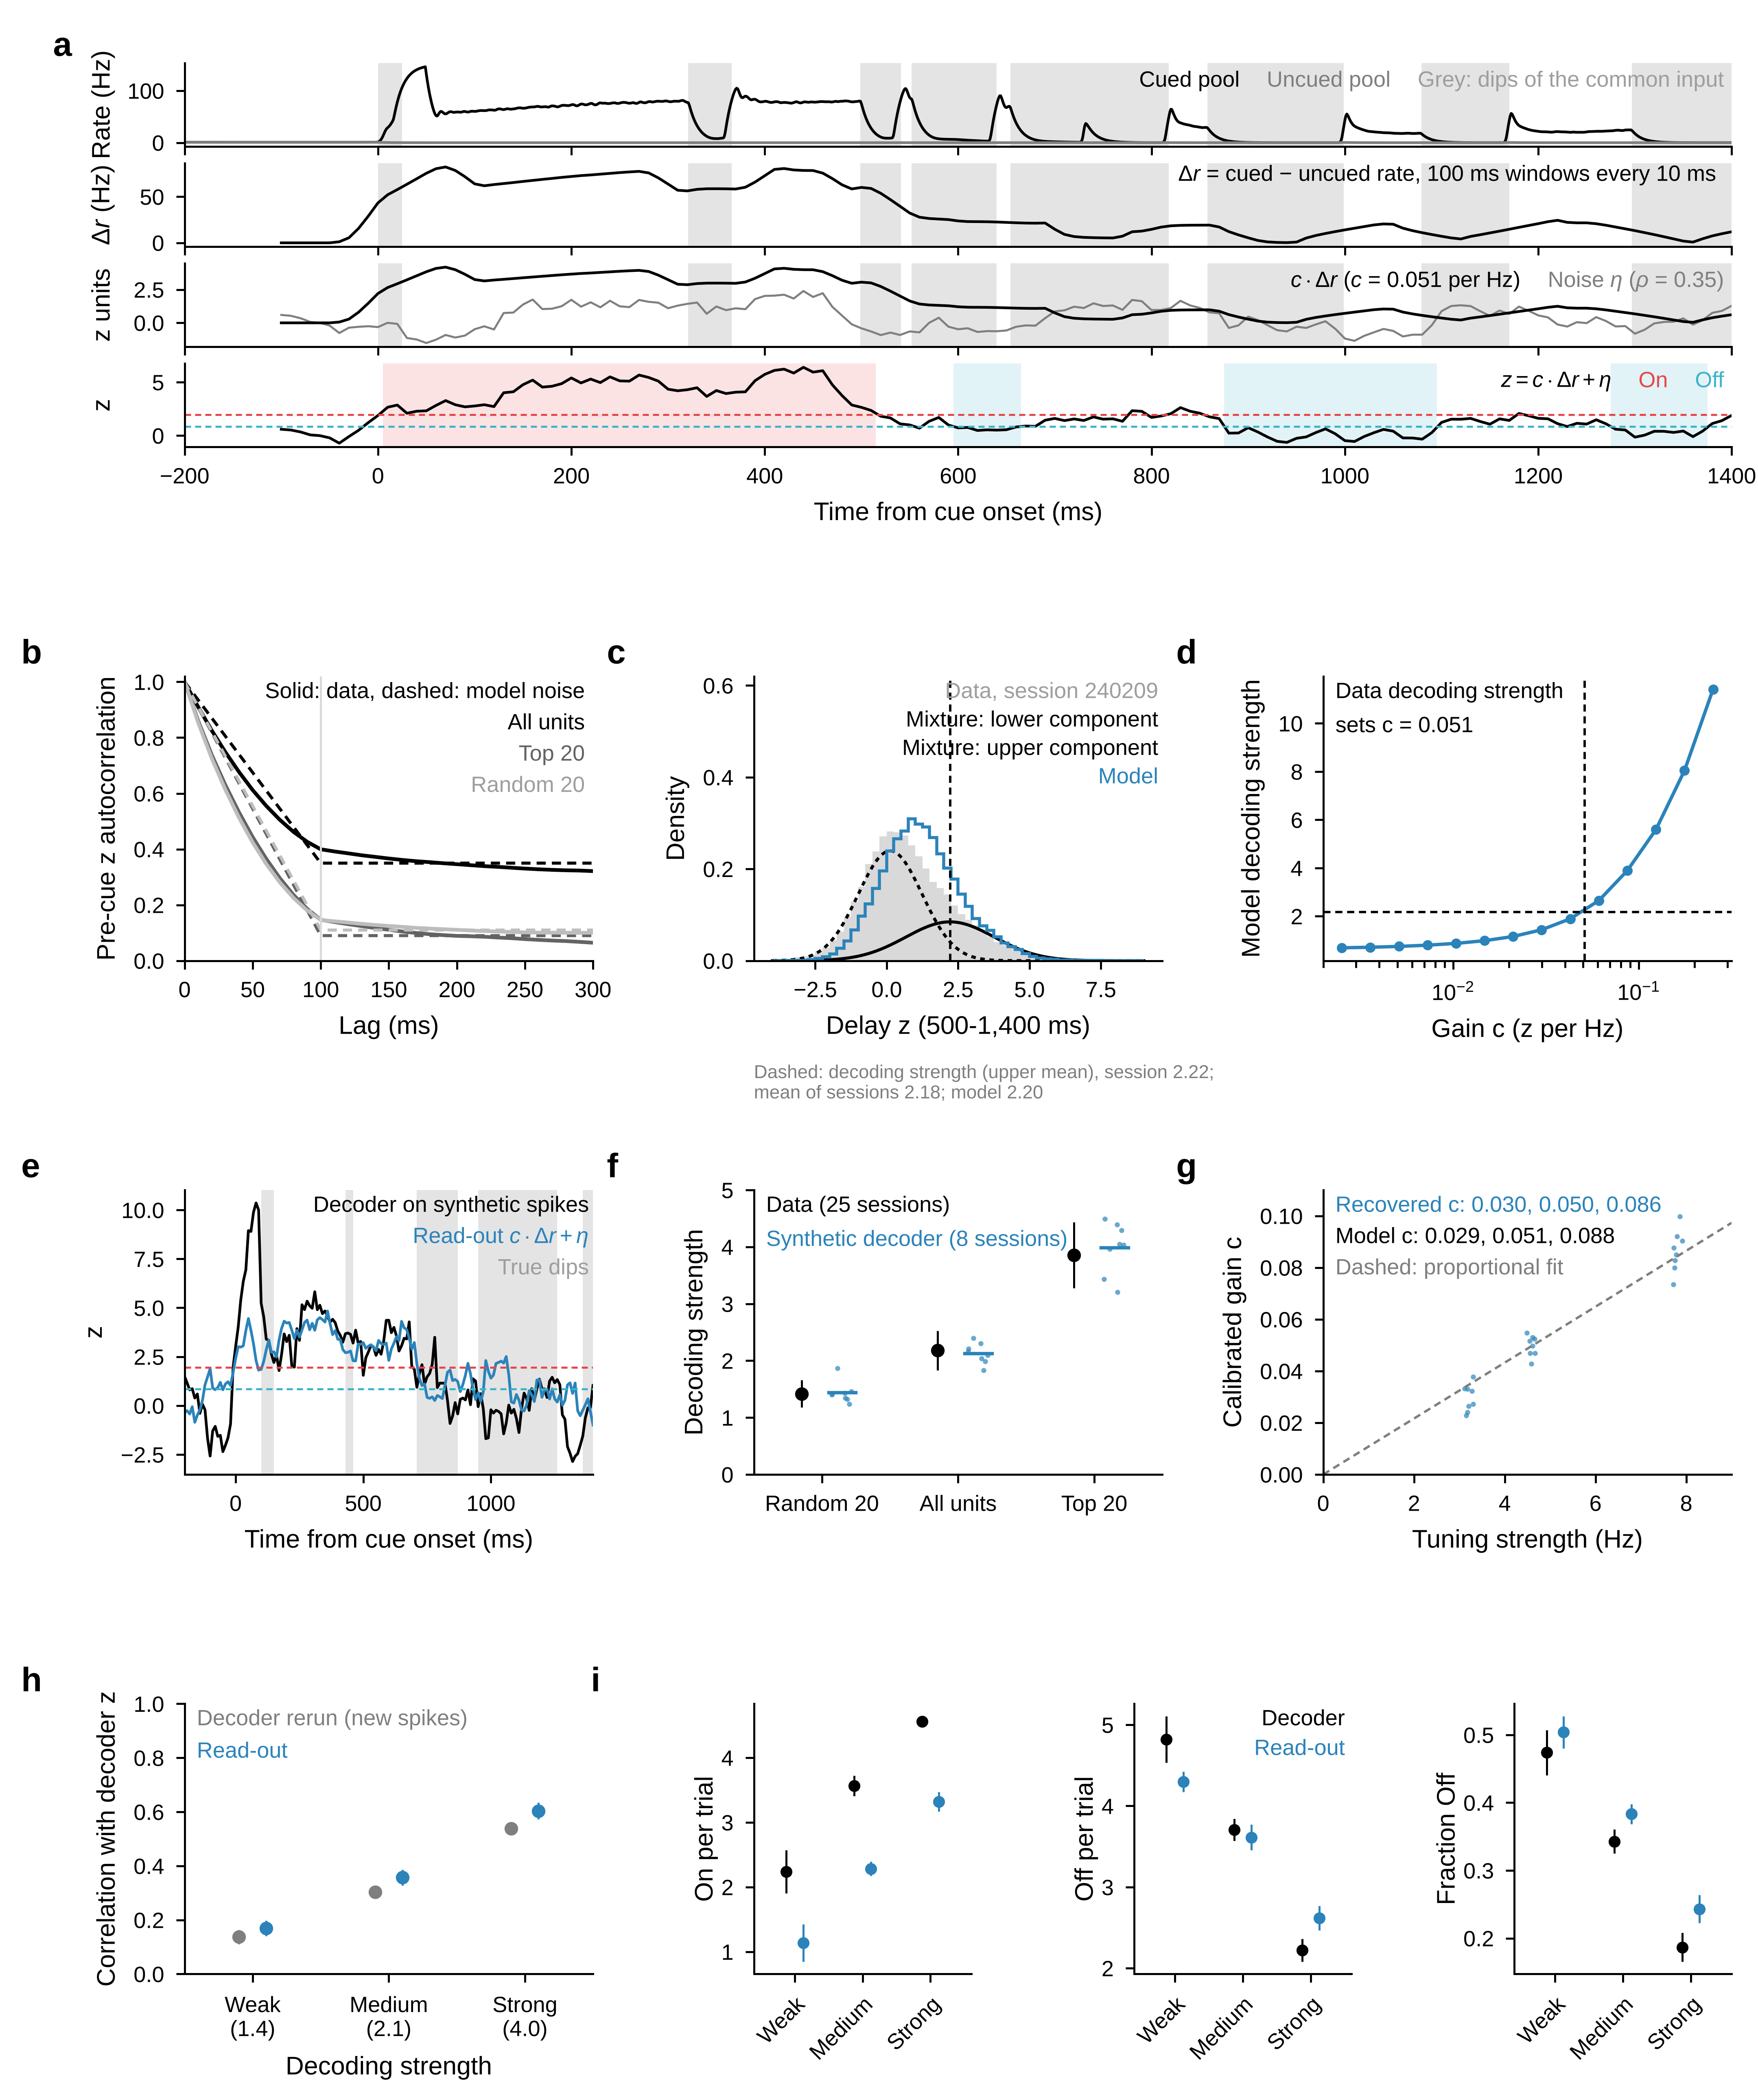 a
Rate (Hz)
100
0
Cued pool Uncued pool Grey: dips of the common input
Δr (Hz)
50
0
Δr = cued − uncued rate, 100 ms windows every 10 ms
z units
2.5
0.0
c · Δr (c = 0.051 per Hz) Noise η (ρ = 0.35)
z
5
0
z = c · Δr + η On Off
−200 0 200 400 600 800 1000 1200 1400
Time from cue onset (ms)
b
Pre-cue z autocorrelation
1.0
0.8
0.6
0.4
0.2
0.0
Solid: data, dashed: model noise
All units
Top 20
Random 20
0 50 100 150 200 250 300
Lag (ms)
c
Density
0.6
0.4
0.2
0.0
Data, session 240209
Mixture: lower component
Mixture: upper component
Model
−2.5 0.0 2.5 5.0 7.5
Delay z (500-1,400 ms)
Dashed: decoding strength (upper mean), session 2.22;
mean of sessions 2.18; model 2.20
d
Model decoding strength
10
8
6
4
2
Data decoding strength
sets c = 0.051
10⁻² 10⁻¹
Gain c (z per Hz)
e
z
10.0
7.5
5.0
2.5
0.0
−2.5
Decoder on synthetic spikes
Read-out c · Δr + η
True dips
0 500 1000
Time from cue onset (ms)
f
Decoding strength
5
4
3
2
1
0
Data (25 sessions)
Synthetic decoder (8 sessions)
Random 20 All units Top 20
g
Calibrated gain c
0.10
0.08
0.06
0.04
0.02
0.00
Recovered c: 0.030, 0.050, 0.086
Model c: 0.029, 0.051, 0.088
Dashed: proportional fit
0 2 4 6 8
Tuning strength (Hz)
h
Correlation with decoder z
1.0
0.8
0.6
0.4
0.2
0.0
Decoder rerun (new spikes)
Read-out
Weak Medium Strong
(1.4) (2.1) (4.0)
Decoding strength
i
On per trial
4
3
2
1
Weak Medium Strong
Off per trial
5
4
3
2
Decoder
Read-out
Weak Medium Strong
Fraction Off
0.5
0.4
0.3
0.2
Weak Medium Strong